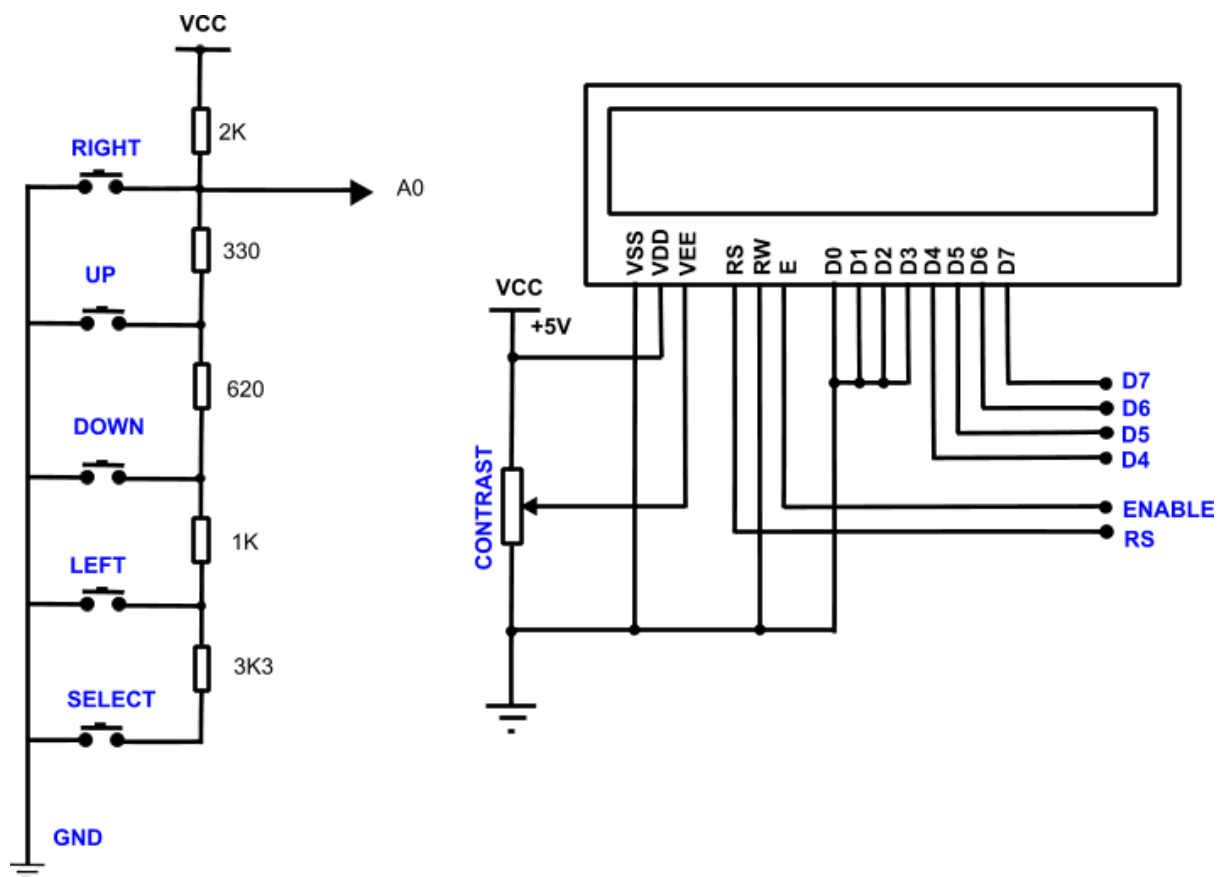 VCC
2K
RIGHT
A0
330
UP
620
DOWN
1K
LEFT
3K3
SELECT
GND
VSS
VDD
VEE
RS
RW
E
D0
D1
D2
D3
D4
D5
D6
D7
VCC
+5V
CONTRAST
D7
D6
D5
D4
ENABLE
RS